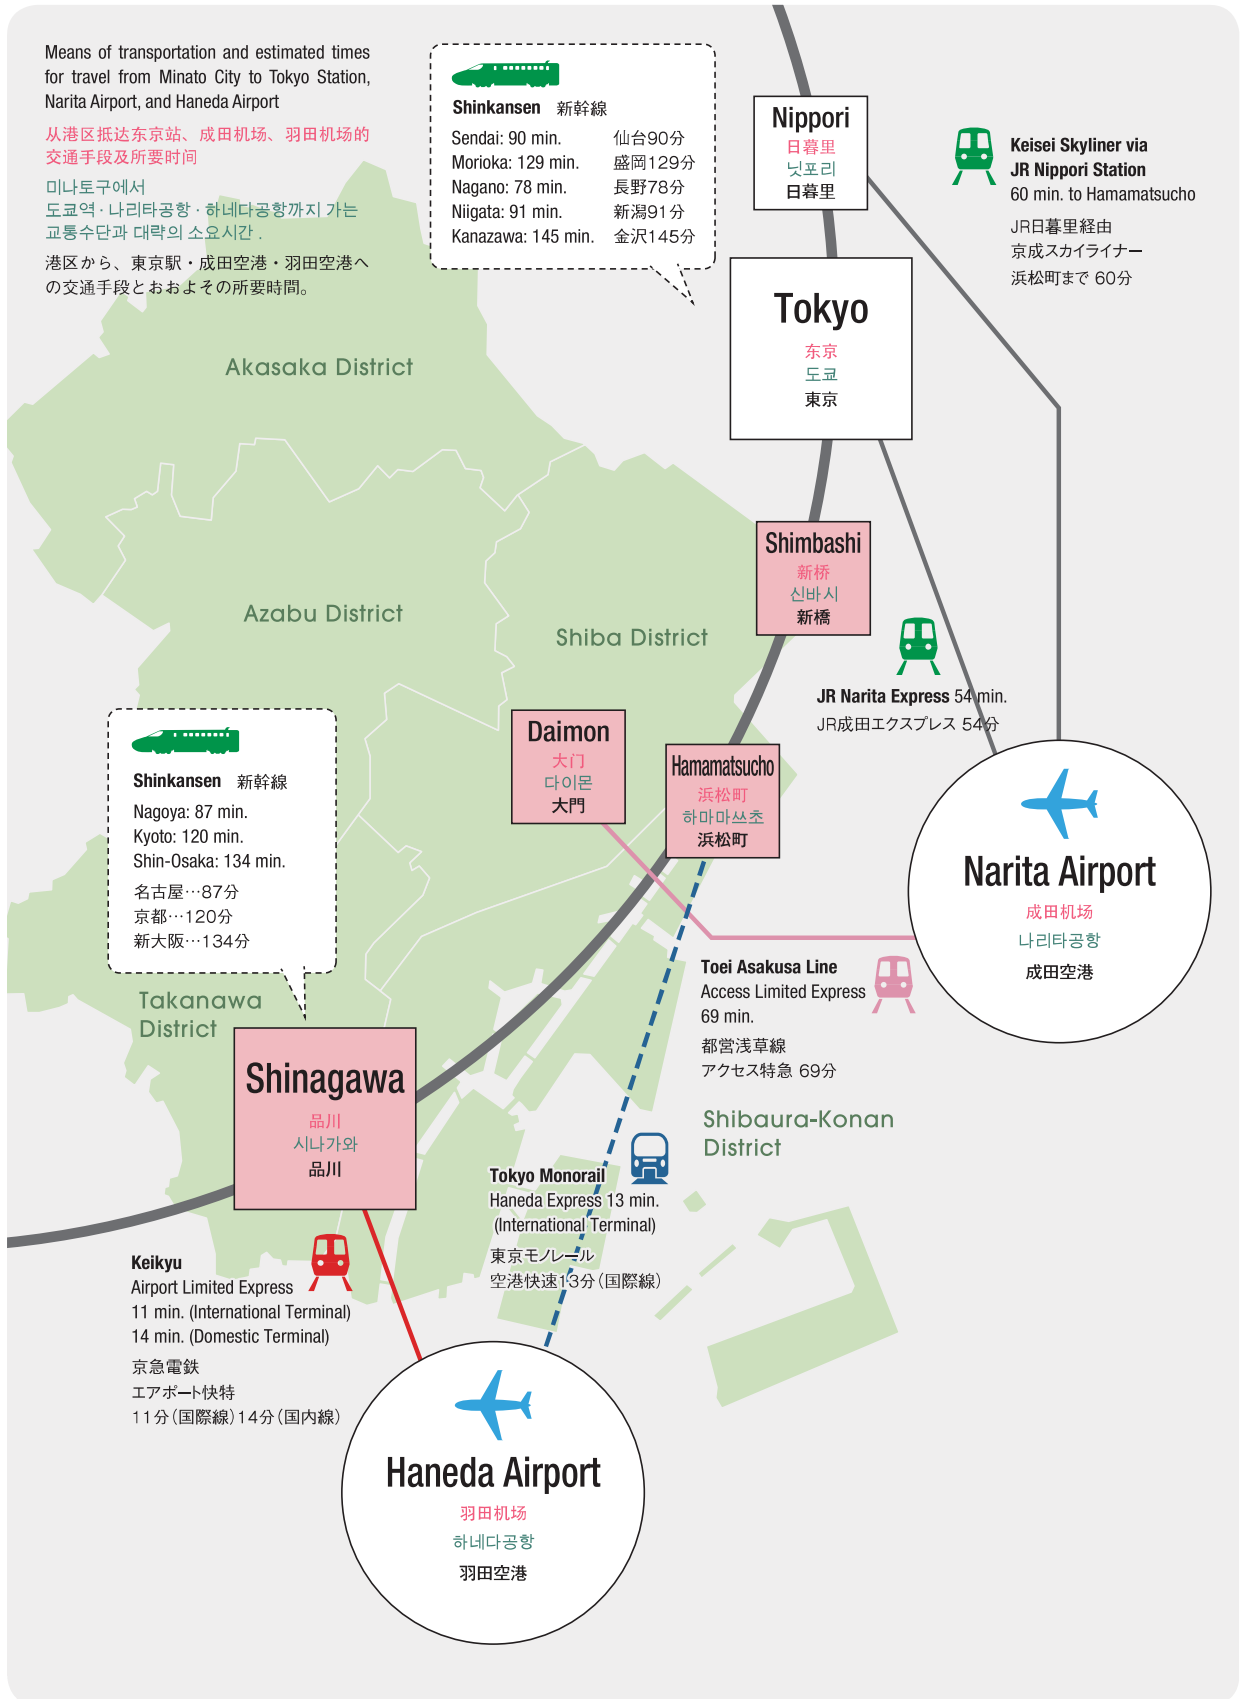 Means of transportation and estimated times
for travel from Minato City to Tokyo Station,
Narita Airport, and Haneda Airport
从港区抵达东京站、成田机场、羽田机场的
交通手段及所要时间
미나토구에서
도쿄역·나리타공항·하네다공항까지 가는
교통수단과 대략의 소요시간 .
港区から、東京駅・成田空港・羽田空港へ
の交通手段とおおよその所要時間。
Shinkansen 新幹線
Sendai: 90 min. 仙台90分
Morioka: 129 min. 盛岡129分
Nagano: 78 min. 長野78分
Niigata: 91 min. 新潟91分
Kanazawa: 145 min. 金沢145分
Nippori
日暮里
닛포리
日暮里
Keisei Skyliner via
JR Nippori Station
60 min. to Hamamatsucho
JR日暮里経由
京成スカイライナー
浜松町まで 60分
Tokyo
东京
도쿄
東京
Akasaka District
Shimbashi
新桥
신바시
新橋
Azabu District
Shiba District
JR Narita Express 54 min.
JR成田エクスプレス 54分
Daimon
大门
다이몬
大門
Hamamatsucho
浜松町
하마마쓰초
浜松町
Shinkansen 新幹線
Nagoya: 87 min.
Kyoto: 120 min.
Shin-Osaka: 134 min.
名古屋…87分
京都…120分
新大阪…134分
Narita Airport
成田机场
나리타공항
成田空港
Toei Asakusa Line
Access Limited Express
69 min.
都営浅草線
アクセス特急 69分
Takanawa
District
Shinagawa
品川
시나가와
品川
Shibaura-Konan
District
Tokyo Monorail
Haneda Express 13 min.
(International Terminal)
東京モノレール
空港快速13分(国際線)
Keikyu
Airport Limited Express
11 min. (International Terminal)
14 min. (Domestic Terminal)
京急電鉄
エアポート快特
11分(国際線)14分(国内線)
Haneda Airport
羽田机场
하네다공항
羽田空港